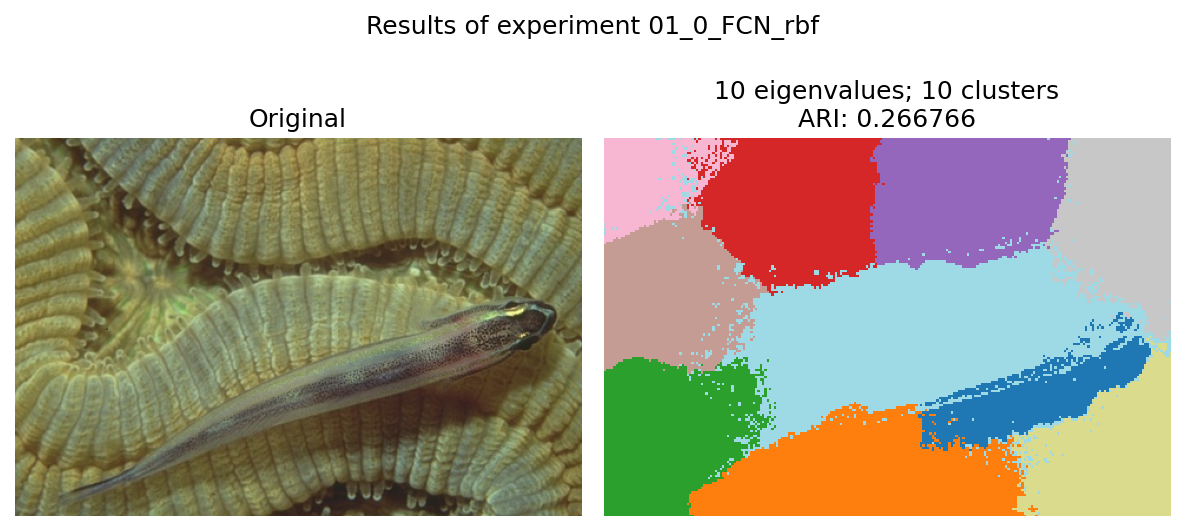 Results of experiment 01_0_FCN_rbf
Original
10 eigenvalues; 10 clusters
ARI: 0.266766